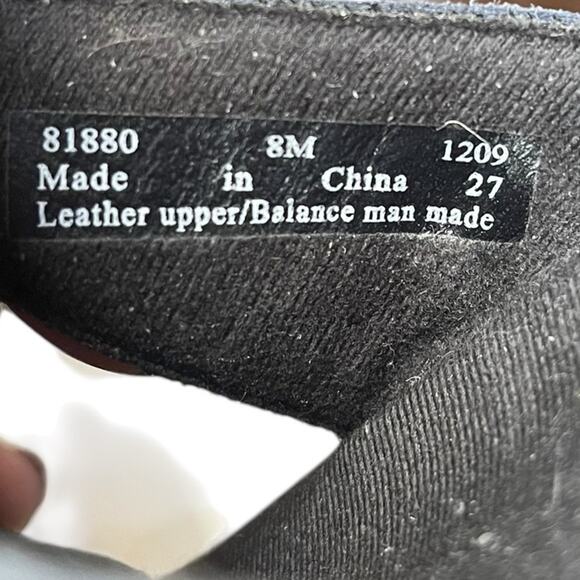 81880 8M 1209
Made in China 27
Leather upper/Balance man made